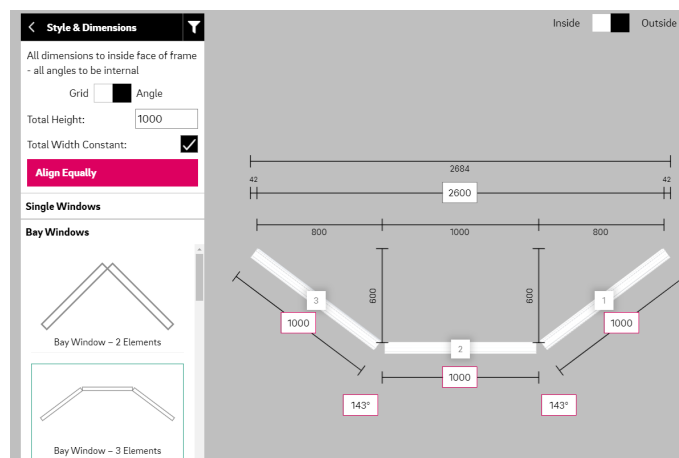 Style & Dimensions
All dimensions to inside face of frame
- all angles to be internal
Grid Angle
Total Height: 1000
Total Width Constant:
Align Equally
Single Windows
Bay Windows
Bay Window – 2 Elements
Bay Window – 3 Elements
Inside Outside
2684
42 2600 42
800 1000 800
600 600
3 1
1000 1000
2
1000
143° 143°